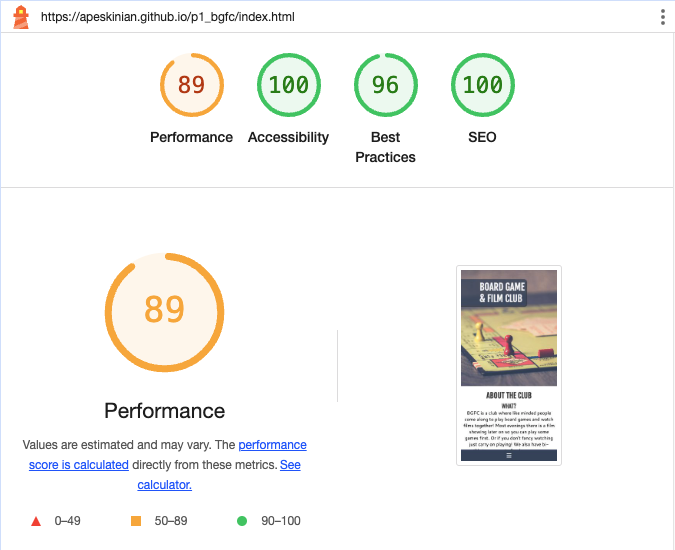 https://apeskinian.github.io/p1_bgfc/index.html
89
100
96
100
Performance
Accessibility
Best
Practices
SEO
89
Performance
Values are estimated and may vary. The performance
score is calculated directly from these metrics. See
calculator.
0–49
50–89
90–100
BOARD GAME
& FILM CLUB
ABOUT THE CLUB
WHAT?
BGFC is a club where like minded people
come along to play board games and watch
films together! Most evenings there is a film
showing later on so you can play some
games first. Or if you don't fancy watching
just carry on playing! We also have bi-